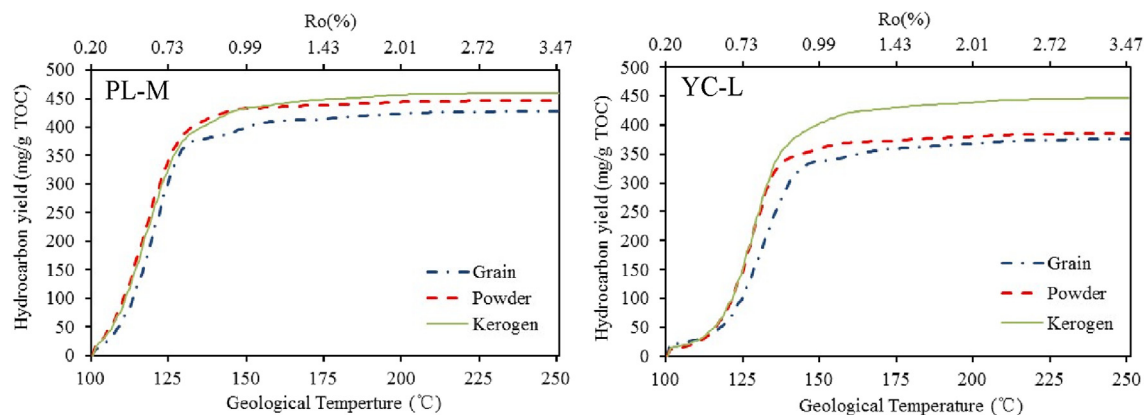 Ro(%)
0.20 0.73 0.99 1.43 2.01 2.72 3.47
500
450
400
350
300
250
200
150
100
50
0
PL-M
Hydrocarbon yield (mg/g TOC)
Grain
Powder
Kerogen
100 125 150 175 200 225 250
Geological Temperture (℃)
Ro(%)
0.20 0.73 0.99 1.43 2.01 2.72 3.47
500
450
400
350
300
250
200
150
100
50
0
YC-L
Hydrocarbon yield (mg/g TOC)
Grain
Powder
Kerogen
100 125 150 175 200 225 250
Geological Temperature (℃)